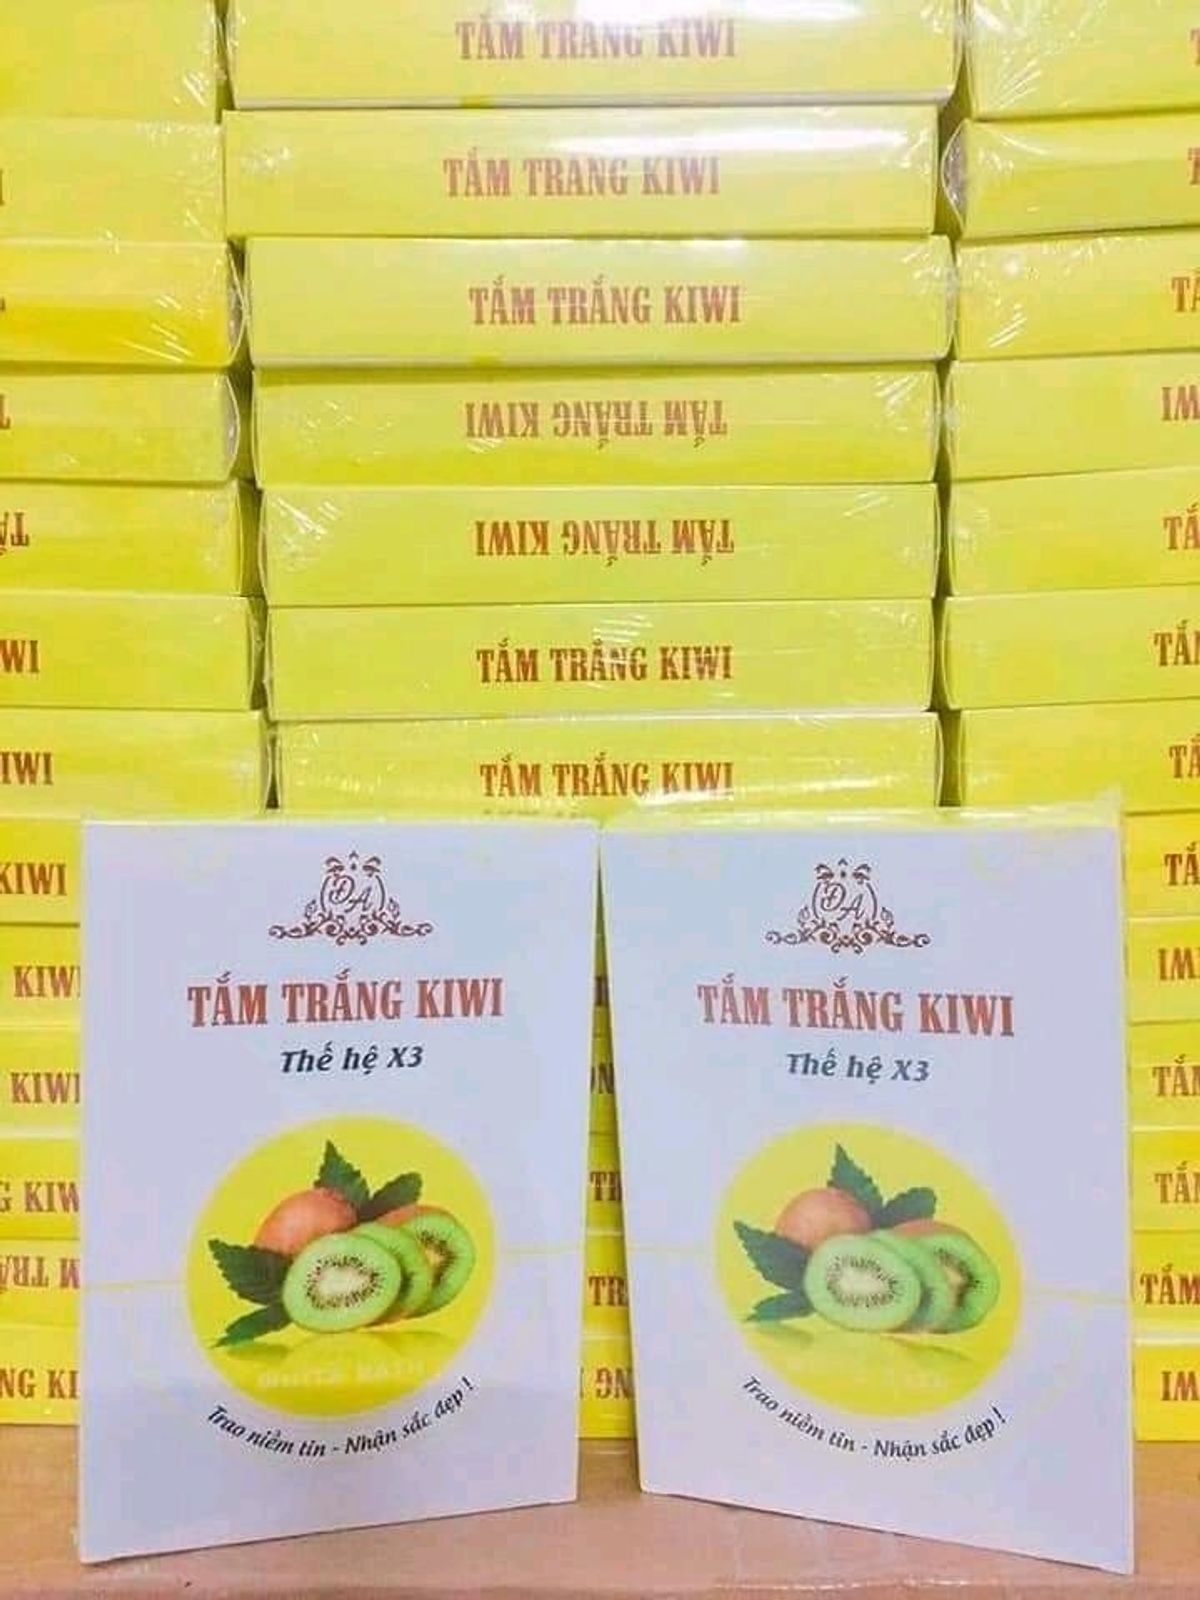 TẮM TRẮNG KIWI
TẮM TRẮNG KIWI
TẮM TRẮNG KIWI
TẮM TRẮNG KIWI
TẮM TRẮNG KIWI
TẮM TRẮNG KIWI
TẮM TRẮNG KIWI
ĐA
TẮM TRẮNG KIWI
Thế hệ X3
WHITE BATH
Trao niềm tin - Nhận sắc đẹp !
ĐA
TẮM TRẮNG KIWI
Thế hệ X3
Trao niềm tin - Nhận sắc đẹp !